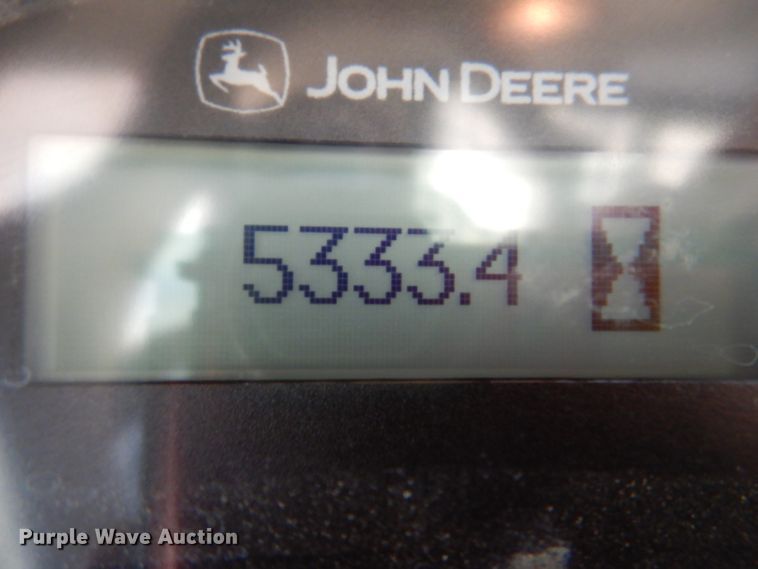 JOHN DEERE
5333.4
Purple Wave Auction